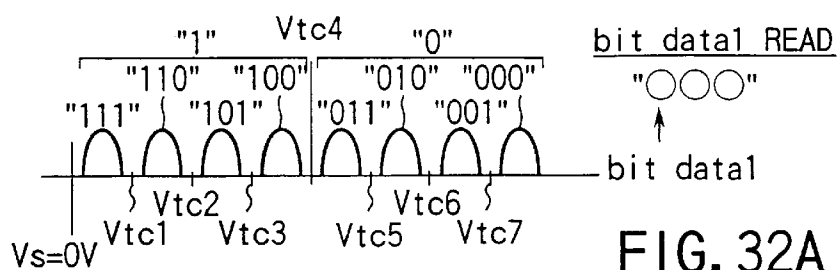 Vtc4
"1" "0" bit data1 READ
"110" "100" "010" "000" "○○○"
"111" "101" "011" "001"
bit data1
Vtc2 Vtc6
Vtc1 Vtc3 Vtc5 Vtc7
Vs=0V
FIG. 32A